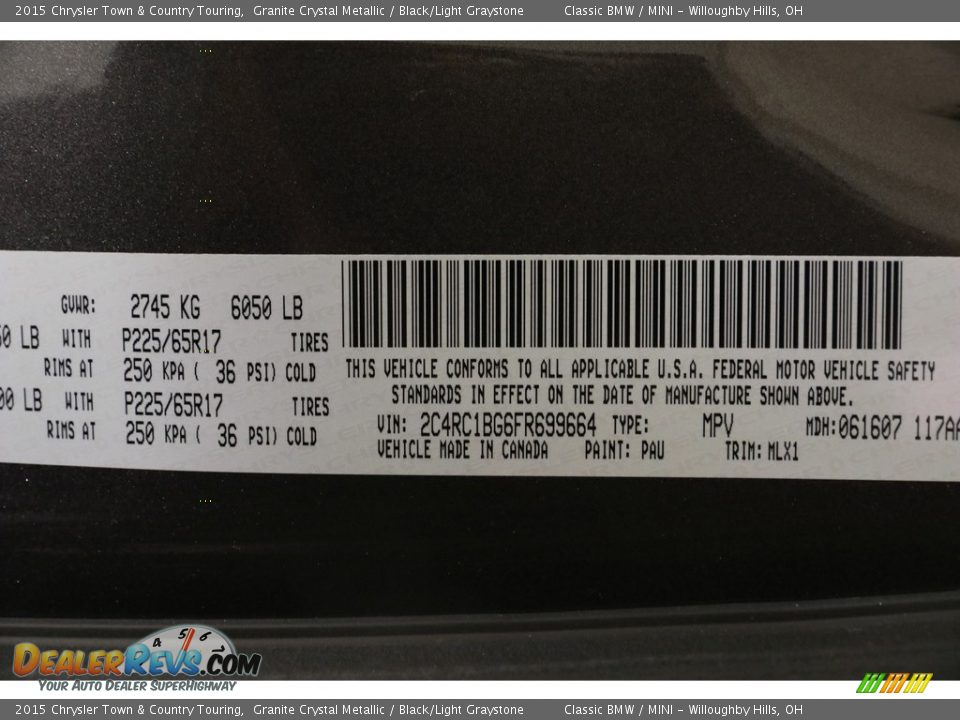 2015 Chrysler Town & Country Touring,  Granite Crystal Metallic / Black/Light Graystone  Classic BMW / MINI - Willoughby Hills, OH
GVWR: 2745 KG 6050 LB
LB WITH P225/65R17 TIRES
RIMS AT 250 KPA ( 36 PSI) COLD
LB WITH P225/65R17 TIRES
RIMS AT 250 KPA ( 36 PSI) COLD
THIS VEHICLE CONFORMS TO ALL APPLICABLE U.S.A. FEDERAL MOTOR VEHICLE SAFETY
STANDARDS IN EFFECT ON THE DATE OF MANUFACTURE SHOWN ABOVE.
VIN: 2C4RC1BG6FR699664 TYPE: MPV MDH:061607 117AA
VEHICLE MADE IN CANADA PAINT: PAU TRIM: MLX1
4 5 6
DEALERREVS.COM
YOUR AUTO DEALER SUPERHIGHWAY
2015 Chrysler Town & Country Touring,  Granite Crystal Metallic / Black/Light Graystone  Classic BMW / MINI - Willoughby Hills, OH